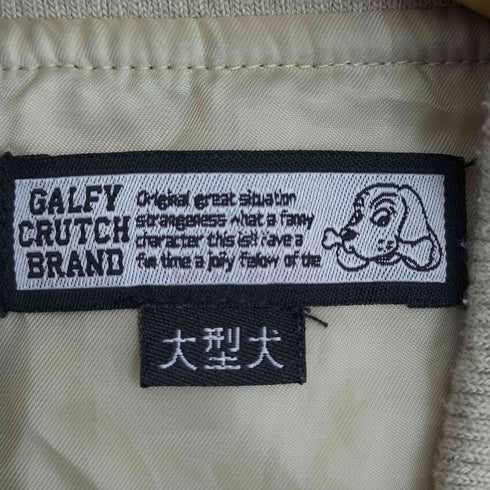 GALFY
CRUTCH
BRAND
Original great situation
strangeness what a fanny
character this is!! Have a
fun time a jolly fellow of the
大型犬